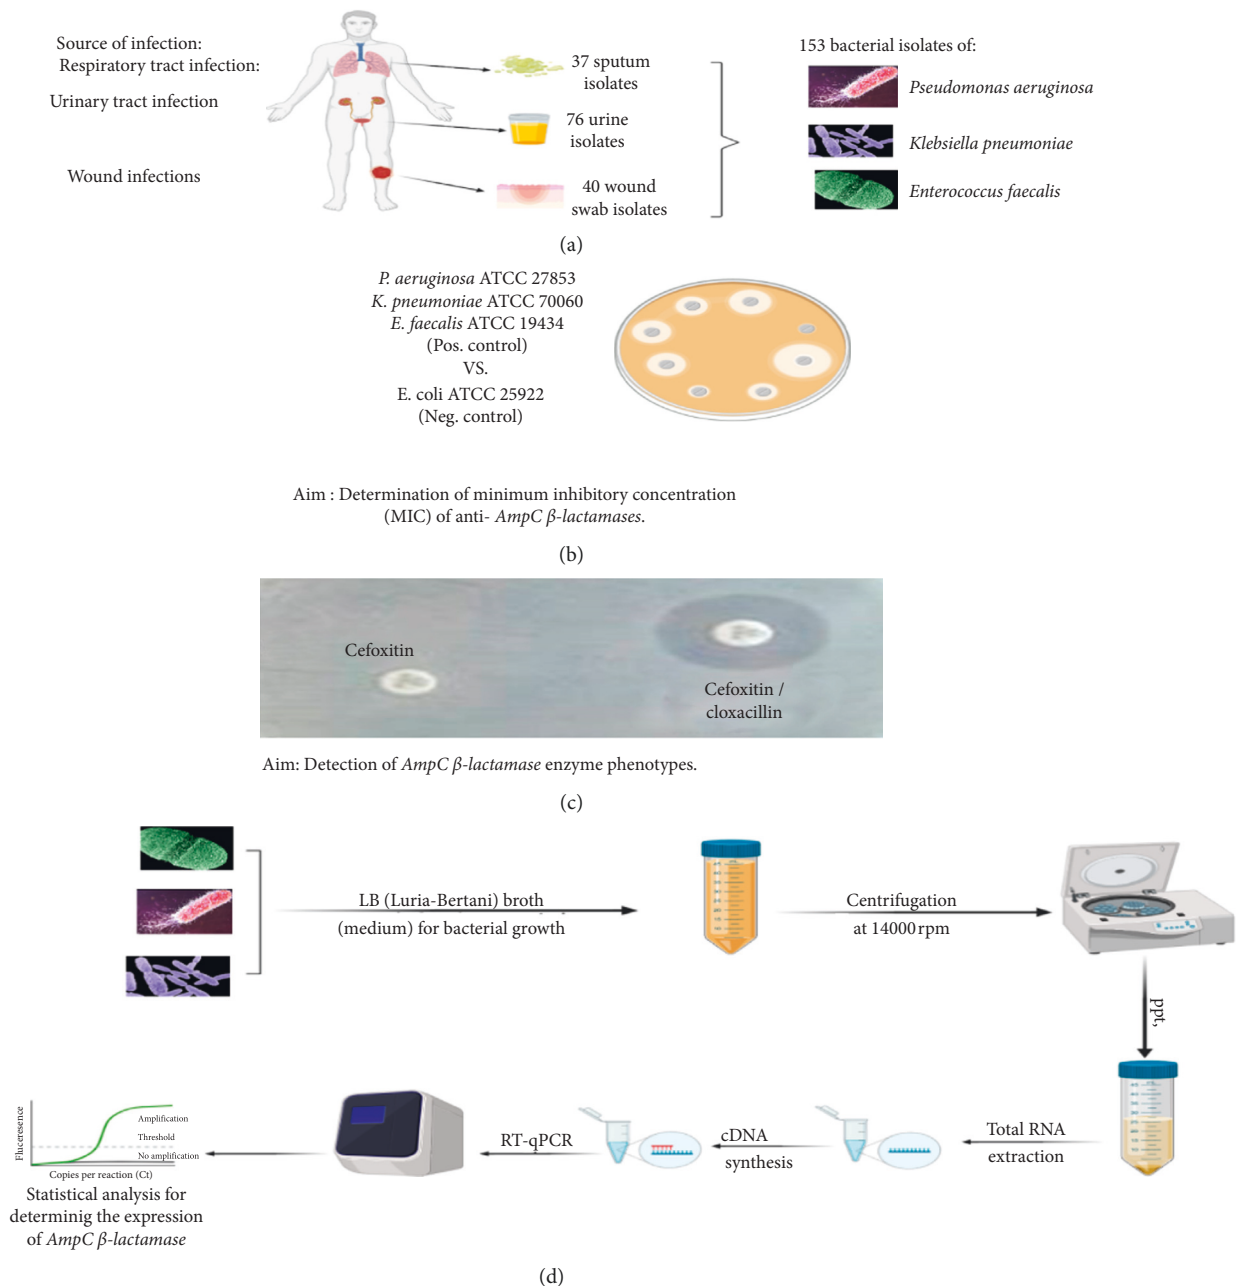 Source of infection:
Respiratory tract infection:
Urinary tract infection
Wound infections
37 sputum
isolates
76 urine
isolates
40 wound
swab isolates
153 bacterial isolates of:
Pseudomonas aeruginosa
Klebsiella pneumoniae
Enterococcus faecalis
(a)
P. aeruginosa ATCC 27853
K. pneumoniae ATCC 70060
E. faecalis ATCC 19434
(Pos. control)
VS.
E. coli ATCC 25922
(Neg. control)
Aim : Determination of minimum inhibitory concentration
(MIC) of anti- AmpC β-lactamases.
(b)
Cefoxitin
Cefoxitin /
cloxacillin
Aim: Detection of AmpC β-lactamase enzyme phenotypes.
(c)
LB (Luria-Bertani) broth
(medium) for bacterial growth
Centrifugation
at 14000 rpm
ppt,
Total RNA
extraction
cDNA
synthesis
RT-qPCR
Fluceresence
Amplification
Threshold
No amplification
Copies per reaction (Ct)
Statistical analysis for
determinig the expression
of AmpC β-lactamase
(d)